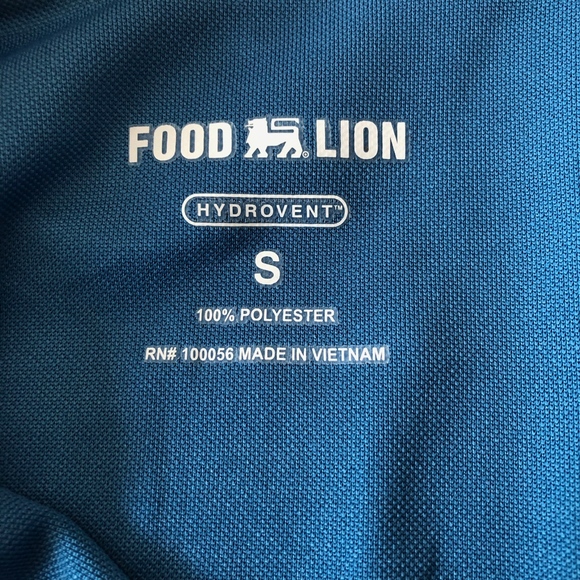 FOOD LION®
HYDROVENT™
S
100% POLYESTER
RN# 100056 MADE IN VIETNAM